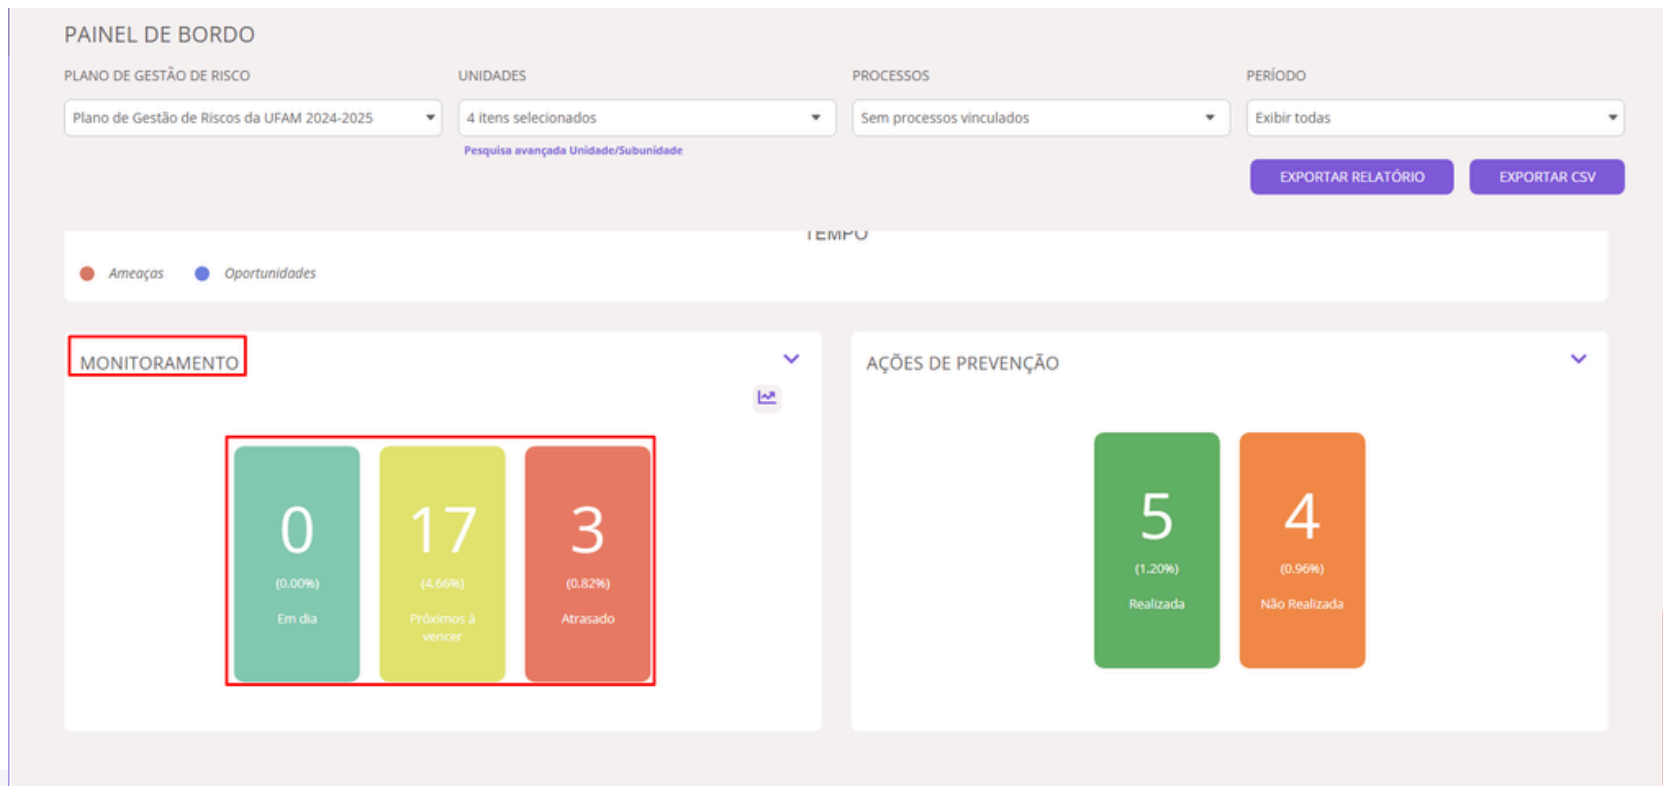 PAINEL DE BORDO
PLANO DE GESTÃO DE RISCO
UNIDADES
PROCESSOS
PERÍODO
Plano de Gestão de Riscos da UFAM 2024-2025
4 itens selecionados
Sem processos vinculados
Exibir todas
Pesquisa avançada Unidade/Subunidade
EXPORTAR RELATÓRIO
EXPORTAR CSV
TEMPO
Ameaças
Oportunidades
MONITORAMENTO
0
(0.00%)
Em dia
17
(4.66%)
Próximos à
vencer
3
(0.82%)
Atrasado
AÇÕES DE PREVENÇÃO
5
(1.20%)
Realizada
4
(0.96%)
Não Realizada